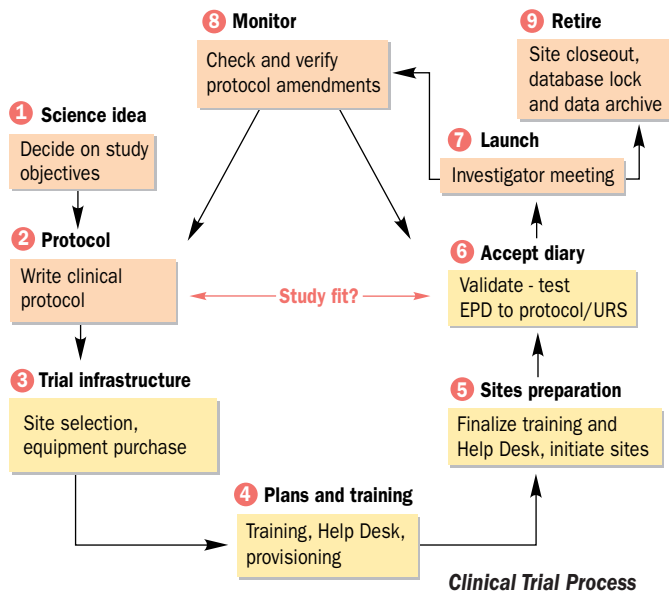 1 Science idea
Decide on study
objectives
2 Protocol
Write clinical
protocol
3 Trial infrastructure
Site selection,
equipment purchase
4 Plans and training
Training, Help Desk,
provisioning
5 Sites preparation
Finalize training and
Help Desk, initiate sites
6 Accept diary
Validate - test
EPD to protocol/URS
Study fit?
7 Launch
Investigator meeting
8 Monitor
Check and verify
protocol amendments
9 Retire
Site closeout,
database lock
and data archive
Clinical Trial Process